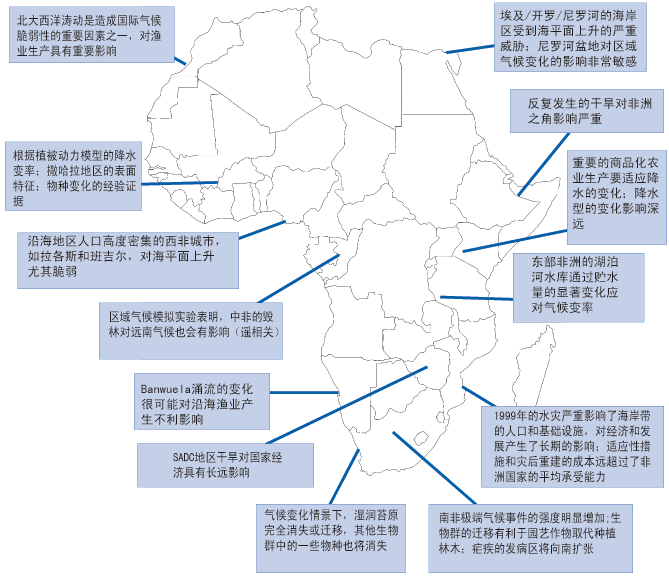 北大西洋涛动是造成国际气候
脆弱性的重要因素之一，对渔
业生产具有重要影响
埃及/开罗/尼罗河的海岸
区受到海平面上升的严重
威胁；尼罗河盆地对区域
气候变化的影响非常敏感
反复发生的干旱对非洲
之角影响严重
根据植被动力模型的降水
变率；撒哈拉地区的表面
特征；物种变化的经验证
据
重要的商品化农
业生产要适应降
水的变化；降水
型的变化影响深
远
沿海地区人口高度密集的西非城市，
如拉各斯和班吉尔，对海平面上升
尤其脆弱
东部非洲的湖泊
河水库通过贮水
量的显著变化应
对气候变率
区域气候模拟实验表明，中非的毁
林对远南气候也会有影响（遥相关）
Banwuela涌流的变化
很可能对沿海渔业产
生不利影响
1999年的水灾严重影响了海岸带
的人口和基础设施，对经济和发
展产生了长期的影响；适应性措
施和灾后重建的成本远超过了非
洲国家的平均承受能力
SADC地区干旱对国家经
济具有长远影响
气候变化情景下，湿润苔原
完全消失或迁移，其他生物
群中的一些物种也将消失
南非极端气候事件的强度明显增加;生
物群的迁移有利于园艺作物取代种植
林木；疟疾的发病区将向南扩张